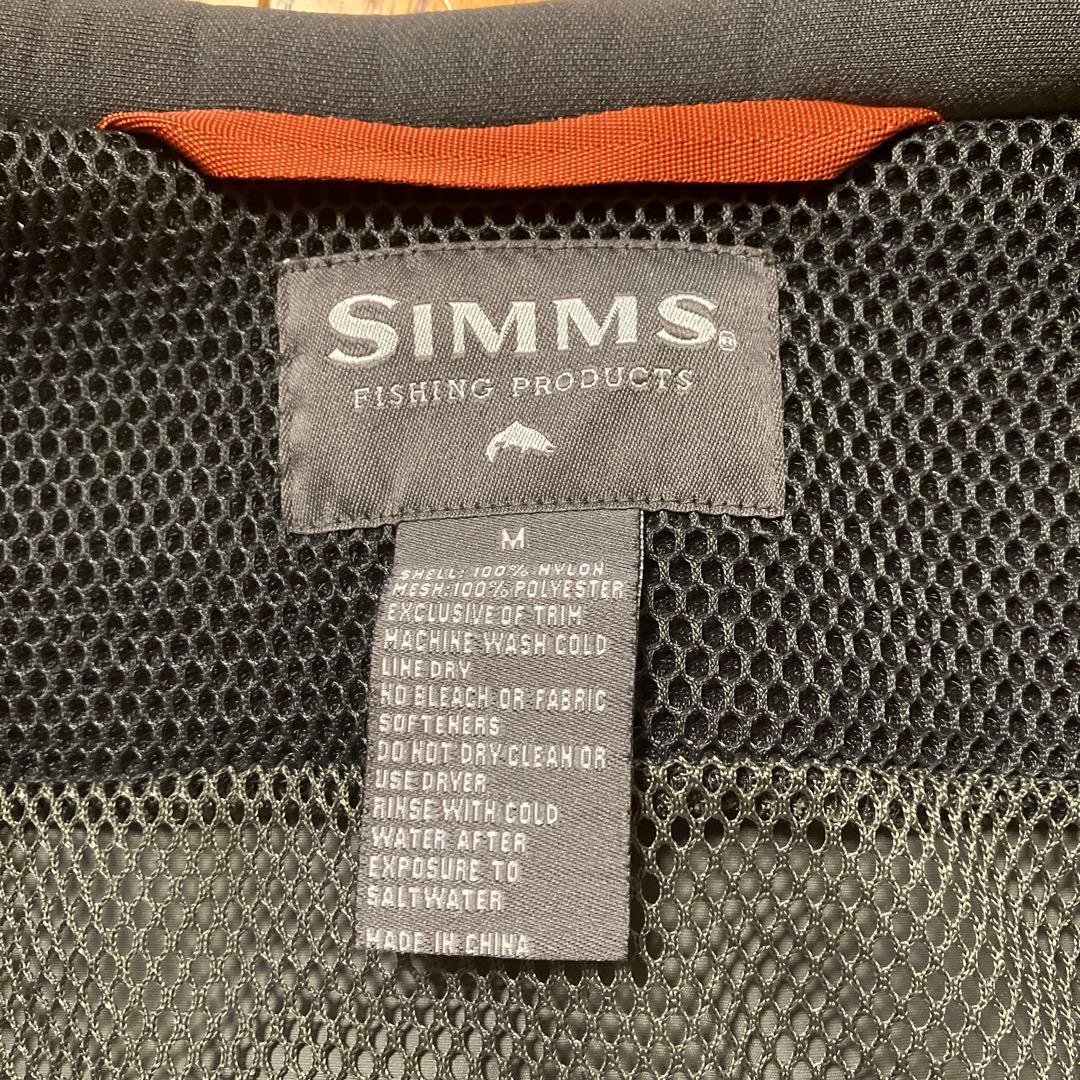 SIMMS®
FISHING PRODUCTS
M
SHELL: 100% NYLON
MESH:100% POLYESTER
EXCLUSIVE OF TRIM
MACHINE WASH COLD
LINE DRY
NO BLEACH OR FABRIC
SOFTENERS
DO NOT DRY CLEAN OR
USE DRYER
RINSE WITH COLD
WATER AFTER
EXPOSURE TO
SALTWATER
MADE IN CHINA